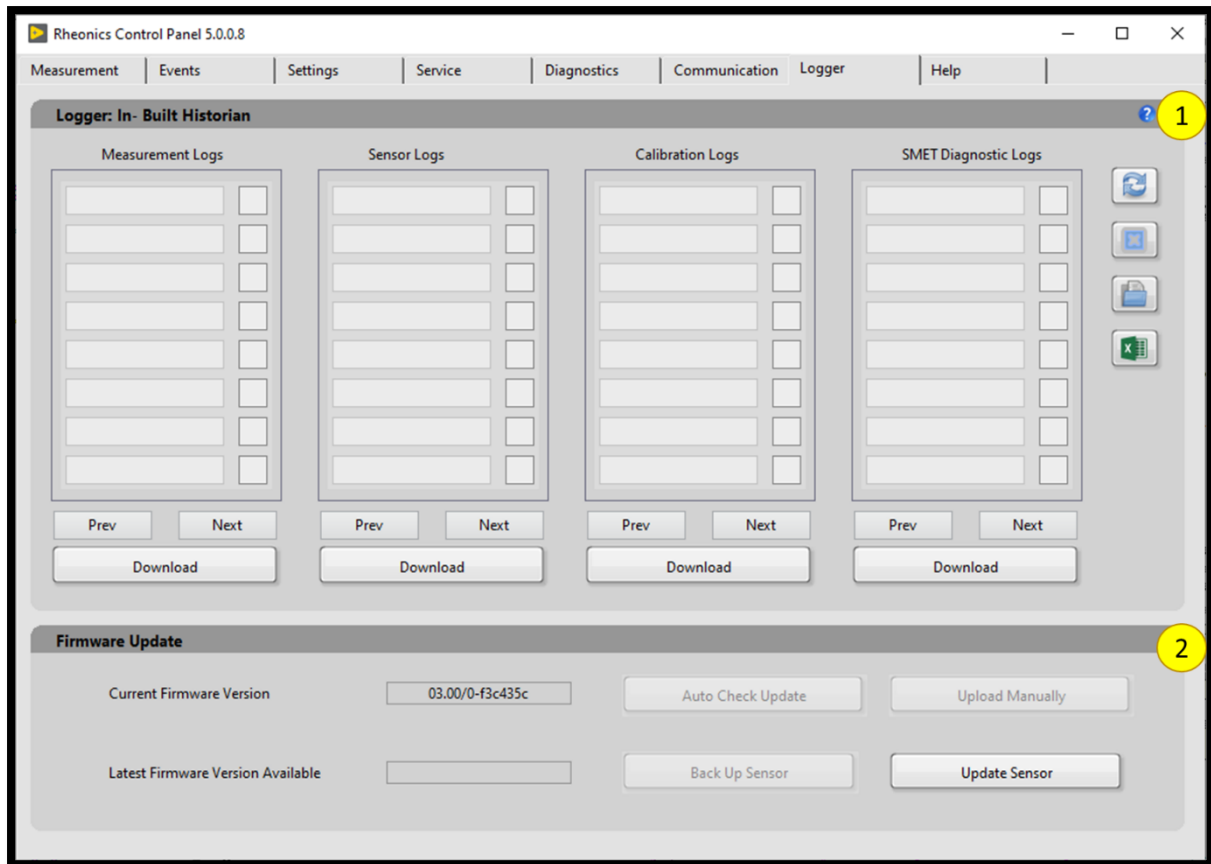 Rheonics Control Panel 5.0.0.8
Measurement Events Settings Service Diagnostics Communication Logger Help
Logger: In- Built Historian ? 1
Measurement Logs Sensor Logs Calibration Logs SMET Diagnostic Logs
Prev Next Prev Next Prev Next Prev Next
Download Download Download Download
Firmware Update 2
Current Firmware Version 03.00/0-f3c435c Auto Check Update Upload Manually
Latest Firmware Version Available Back Up Sensor Update Sensor